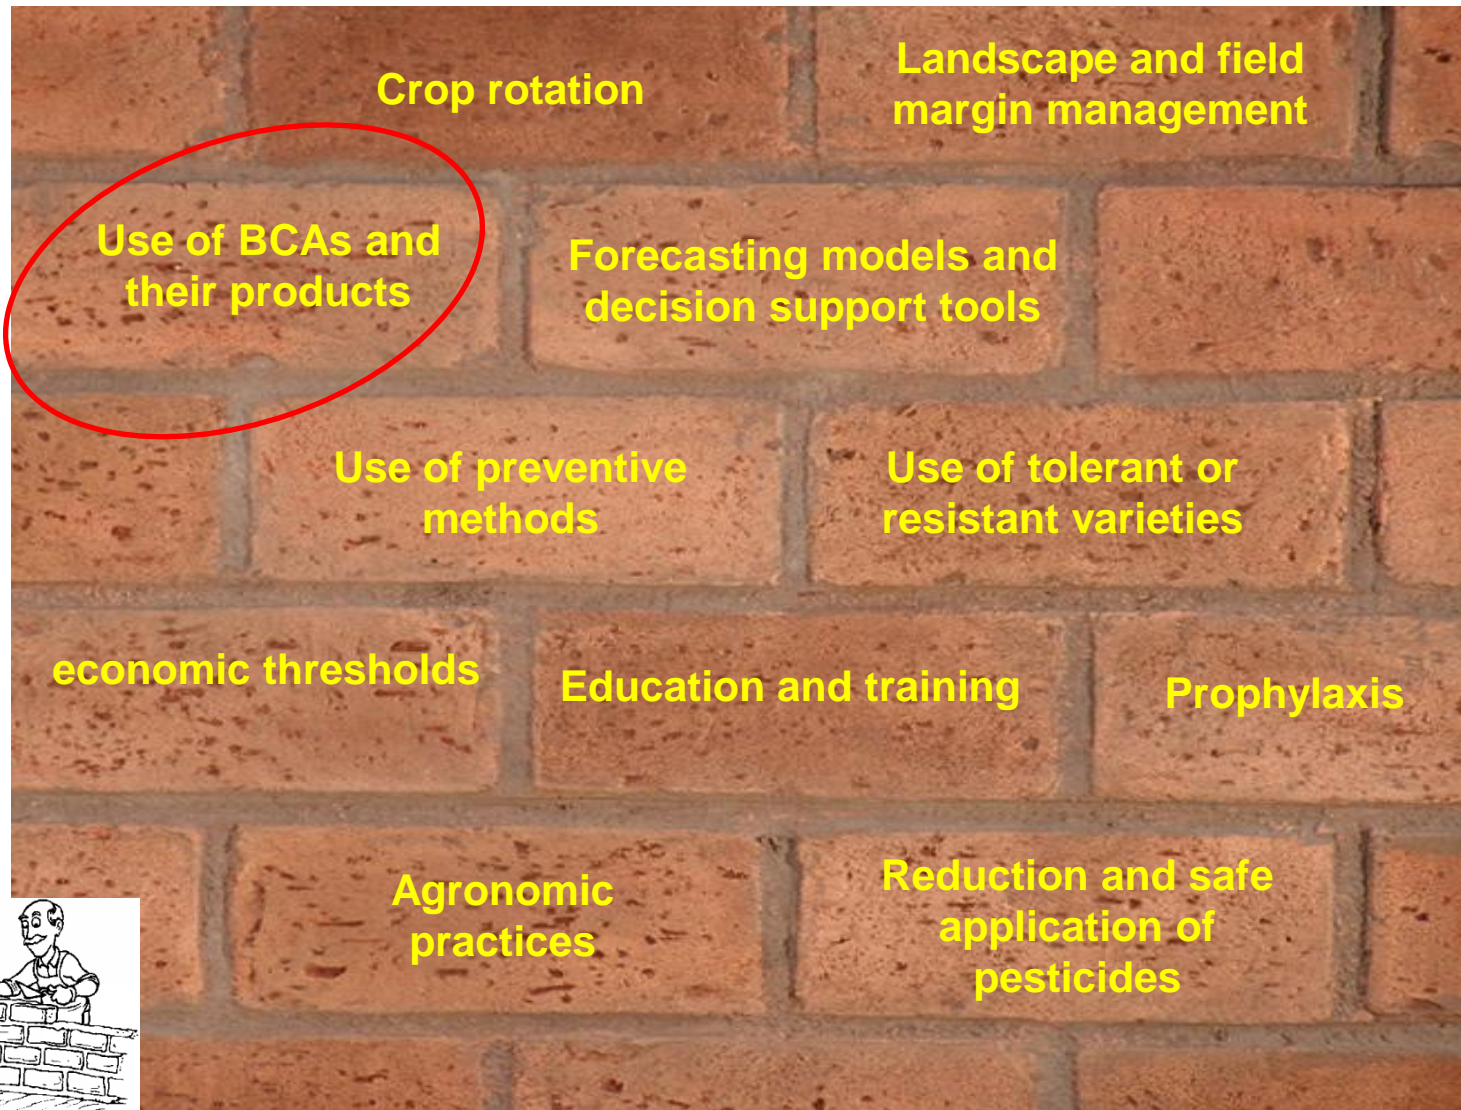 Crop rotation
Landscape and field
margin management
Use of BCAs and
their products
Forecasting models and
decision support tools
Use of preventive
methods
Use of tolerant or
resistant varieties
economic thresholds
Education and training
Prophylaxis
Agronomic
practices
Reduction and safe
application of
pesticides